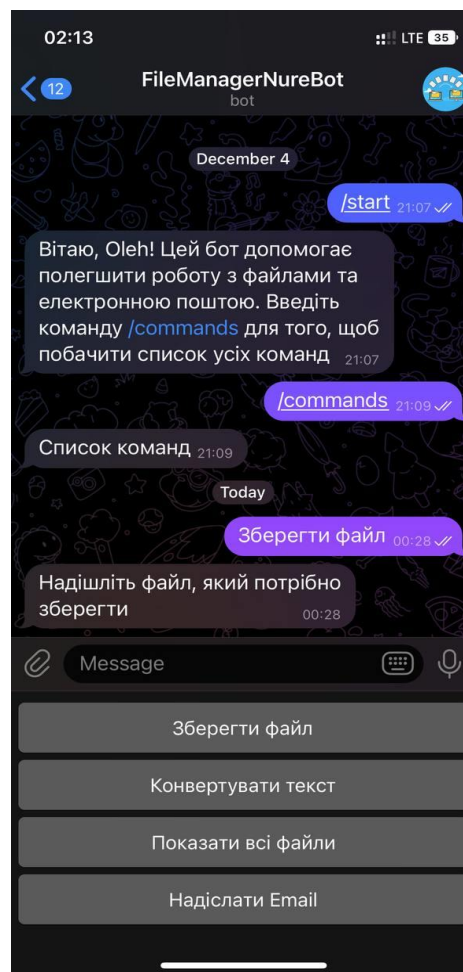 02:13
LTE 35
12
FileManagerNureBot
bot
December 4
/start 21:07
Вітаю, Oleh! Цей бот допомагає
полегшити роботу з файлами та
електронною поштою. Введіть
команду /commands для того, щоб
побачити список усіх команд 21:07
/commands 21:09
Список команд 21:09
Today
Зберегти файл 00:28
Надішліть файл, який потрібно
зберегти 00:28
Message
Зберегти файл
Конвертувати текст
Показати всі файли
Надіслати Email